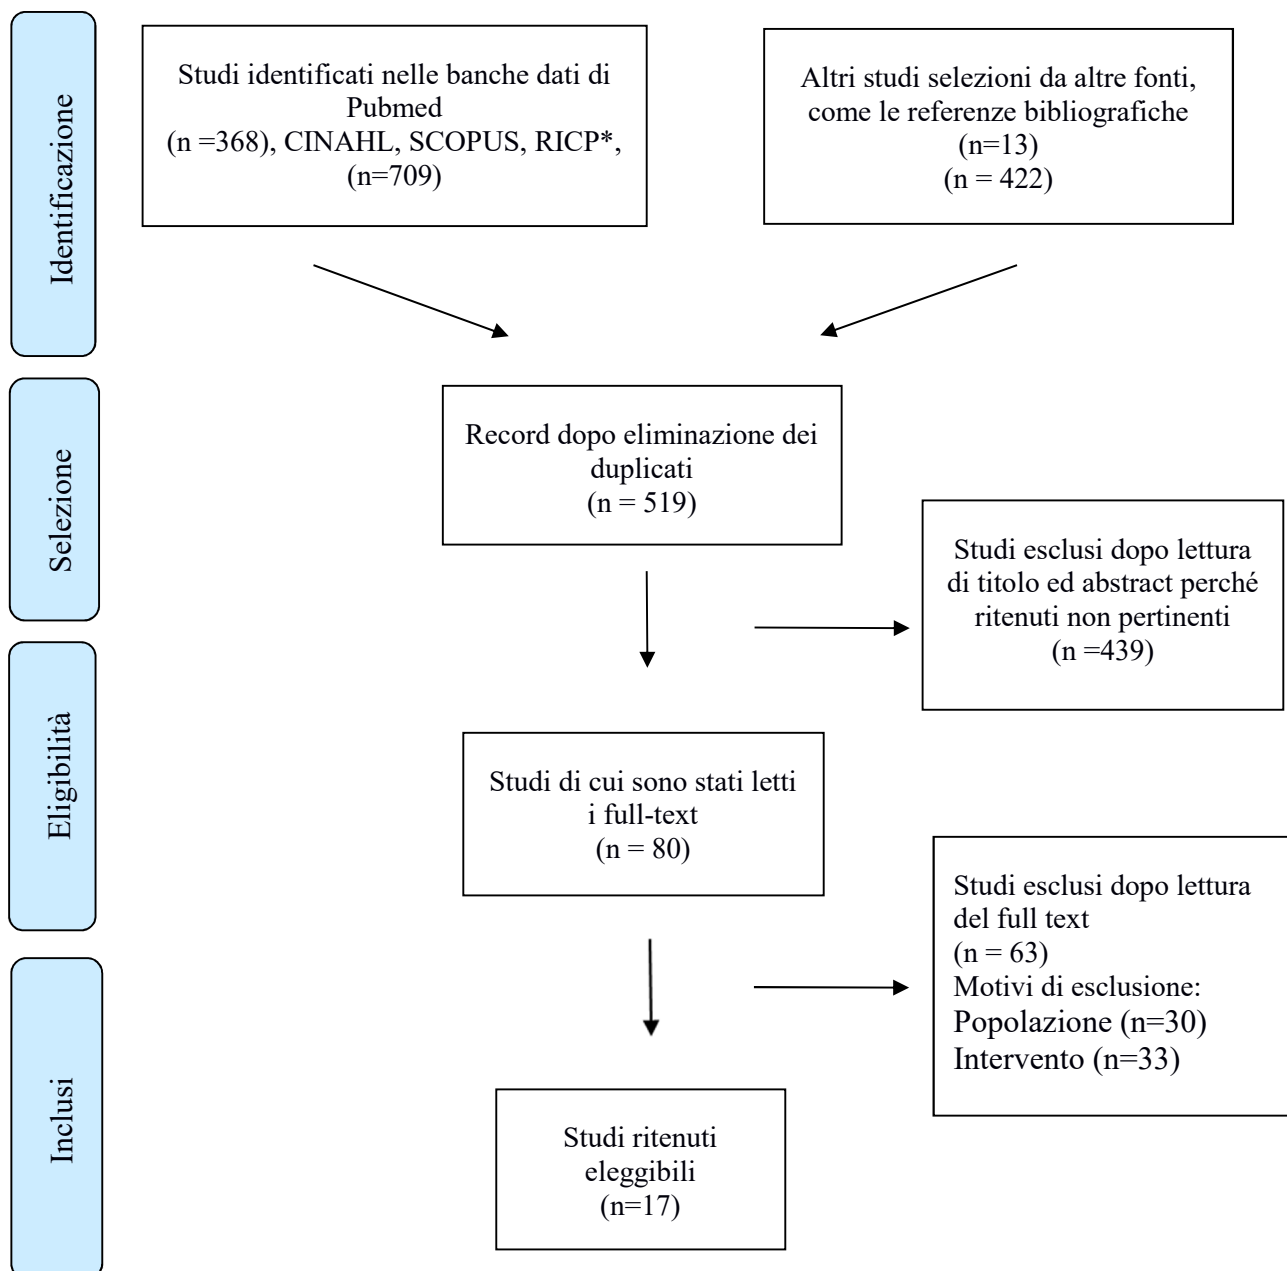 Identificazione
Studi identificati nelle banche dati di
Pubmed
(n =368), CINAHL, SCOPUS, RICP*,
(n=709)
Altri studi selezioni da altre fonti,
come le referenze bibliografiche
(n=13)
(n = 422)
Selezione
Record dopo eliminazione dei
duplicati
(n = 519)
Studi esclusi dopo lettura
di titolo ed abstract perché
ritenuti non pertinenti
(n =439)
Eligibilità
Studi di cui sono stati letti
i full-text
(n = 80)
Studi esclusi dopo lettura
del full text
(n = 63)
Motivi di esclusione:
Popolazione (n=30)
Intervento (n=33)
Inclusi
Studi ritenuti
eleggibili
(n=17)